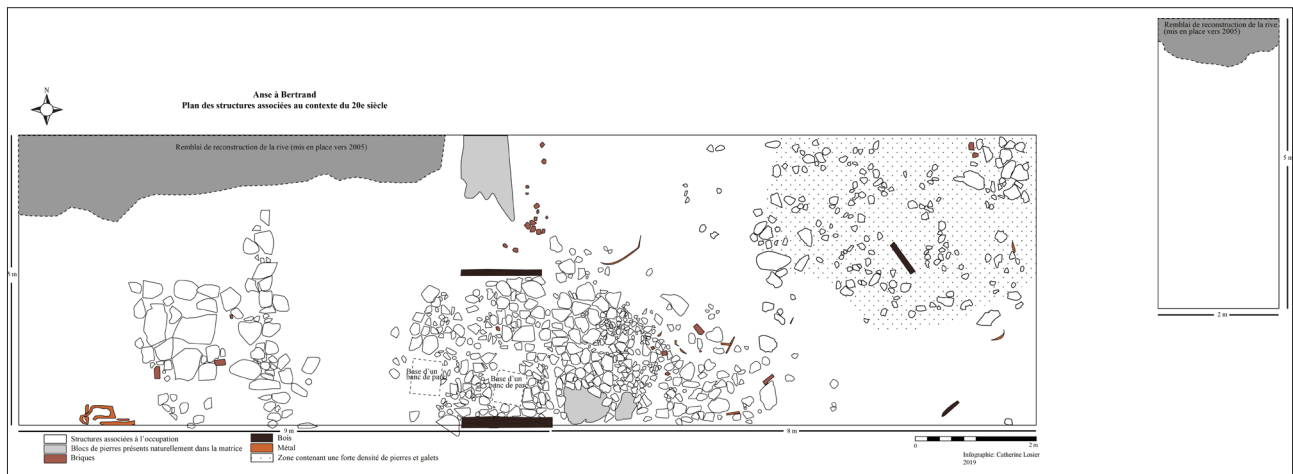 Remblai de reconstruction de la rive
(mis en place vers 2005)
N
Anse à Bertrand
Plan des structures associées au contexte du 20e siècle
Remblai de reconstruction de la rive (mis en place vers 2005)
5 m
5 m
Base d'un
banc de parc
Base d'un
banc de parc
2 m
9 m
8 m
Structures associées à l'occupation
Blocs de pierres présents naturellement dans la matrice
Briques
Bois
Métal
Zone contenant une forte densité de pierres et galets
0
2 m
Infographie: Catherine Losier
2019